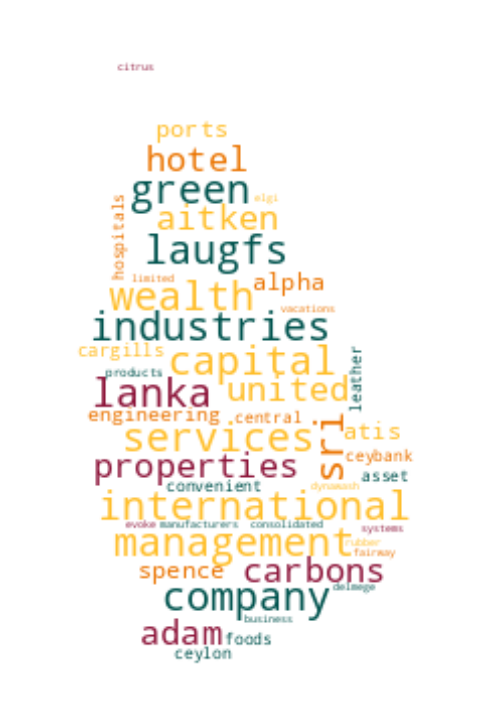 citrus
ports
hotel
green
elgi
hospitals
aitken
laugfs
limited
alpha
wealth
vacations
industries
cargills
capital
products
leather
lanka
united
engineering
central
sri
services
atis
ceybank
properties
asset
convenient
dynamash
international
evoke
manufacturers
consolidated
systems
management
rubber
fairway
spence
carbons
delmege
company
business
adam
foods
ceylon